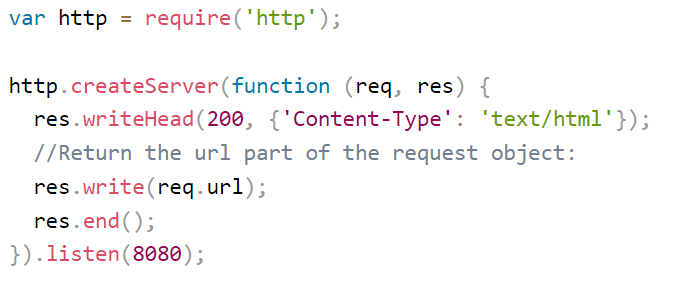 var http = require('http');
http.createServer(function (req, res) {
  res.writeHead(200, {'Content-Type': 'text/html'});
  //Return the url part of the request object:
  res.write(req.url);
  res.end();
}).listen(8080);